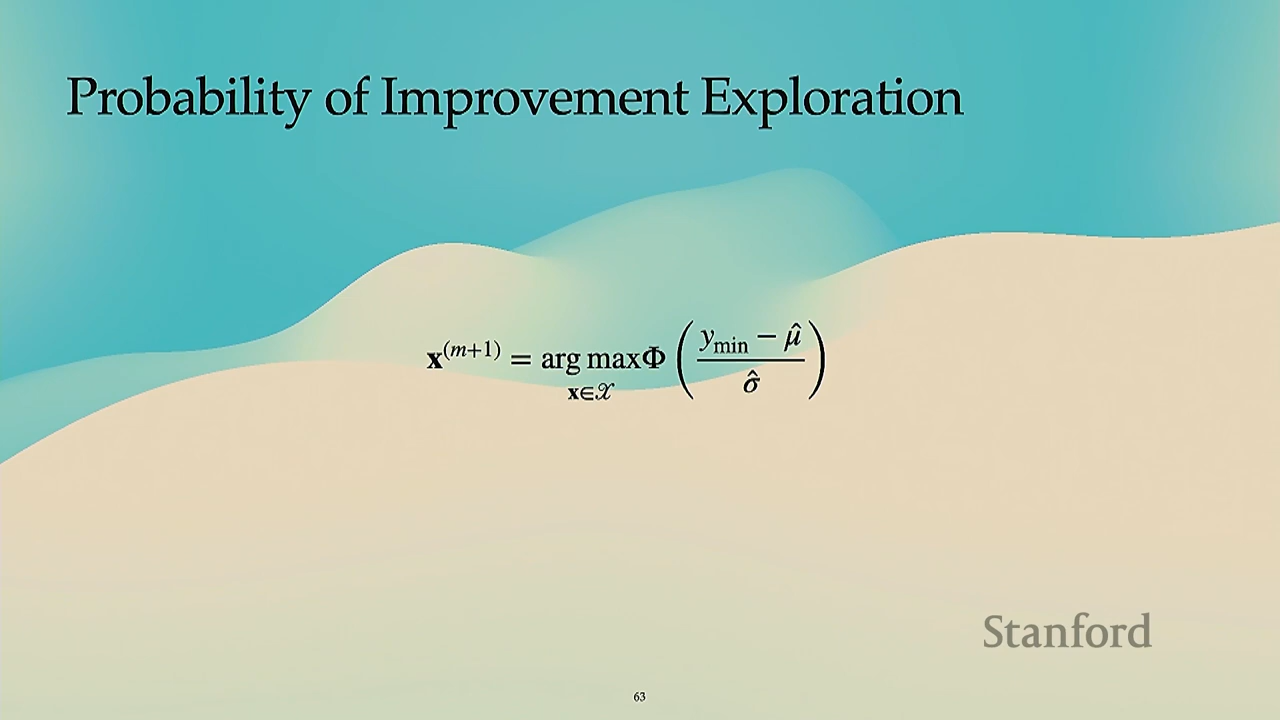 Probability of Improvement Exploration
𝐱^(m+1) = arg max_{𝐱∈𝒳} Φ ( (y_min − μ̂) / σ̂ )
Stanford
63